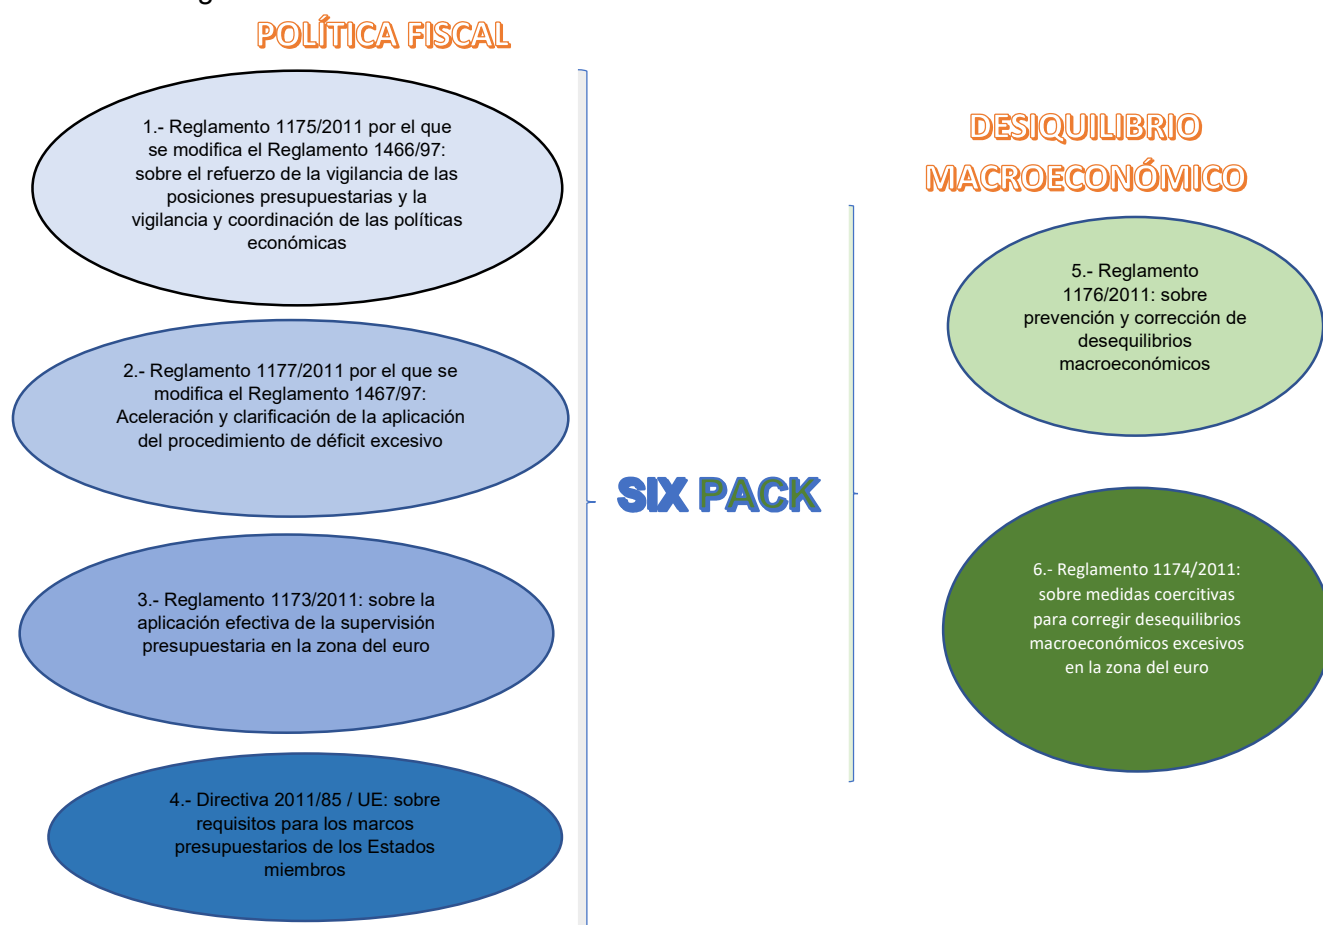 POLÍTICA FISCAL
1.- Reglamento 1175/2011 por el que
se modifica el Reglamento 1466/97:
sobre el refuerzo de la vigilancia de las
posiciones presupuestarias y la
vigilancia y coordinación de las políticas
económicas
2.- Reglamento 1177/2011 por el que se
modifica el Reglamento 1467/97:
Aceleración y clarificación de la aplicación
del procedimiento de déficit excesivo
3.- Reglamento 1173/2011: sobre la
aplicación efectiva de la supervisión
presupuestaria en la zona del euro
4.- Directiva 2011/85 / UE: sobre
requisitos para los marcos
presupuestarios de los Estados
miembros
SIX PACK
DESIQUILIBRIO
MACROECONÓMICO
5.- Reglamento
1176/2011: sobre
prevención y corrección de
desequilibrios
macroeconómicos
6.- Reglamento 1174/2011:
sobre medidas coercitivas
para corregir desequilibrios
macroeconómicos excesivos
en la zona del euro